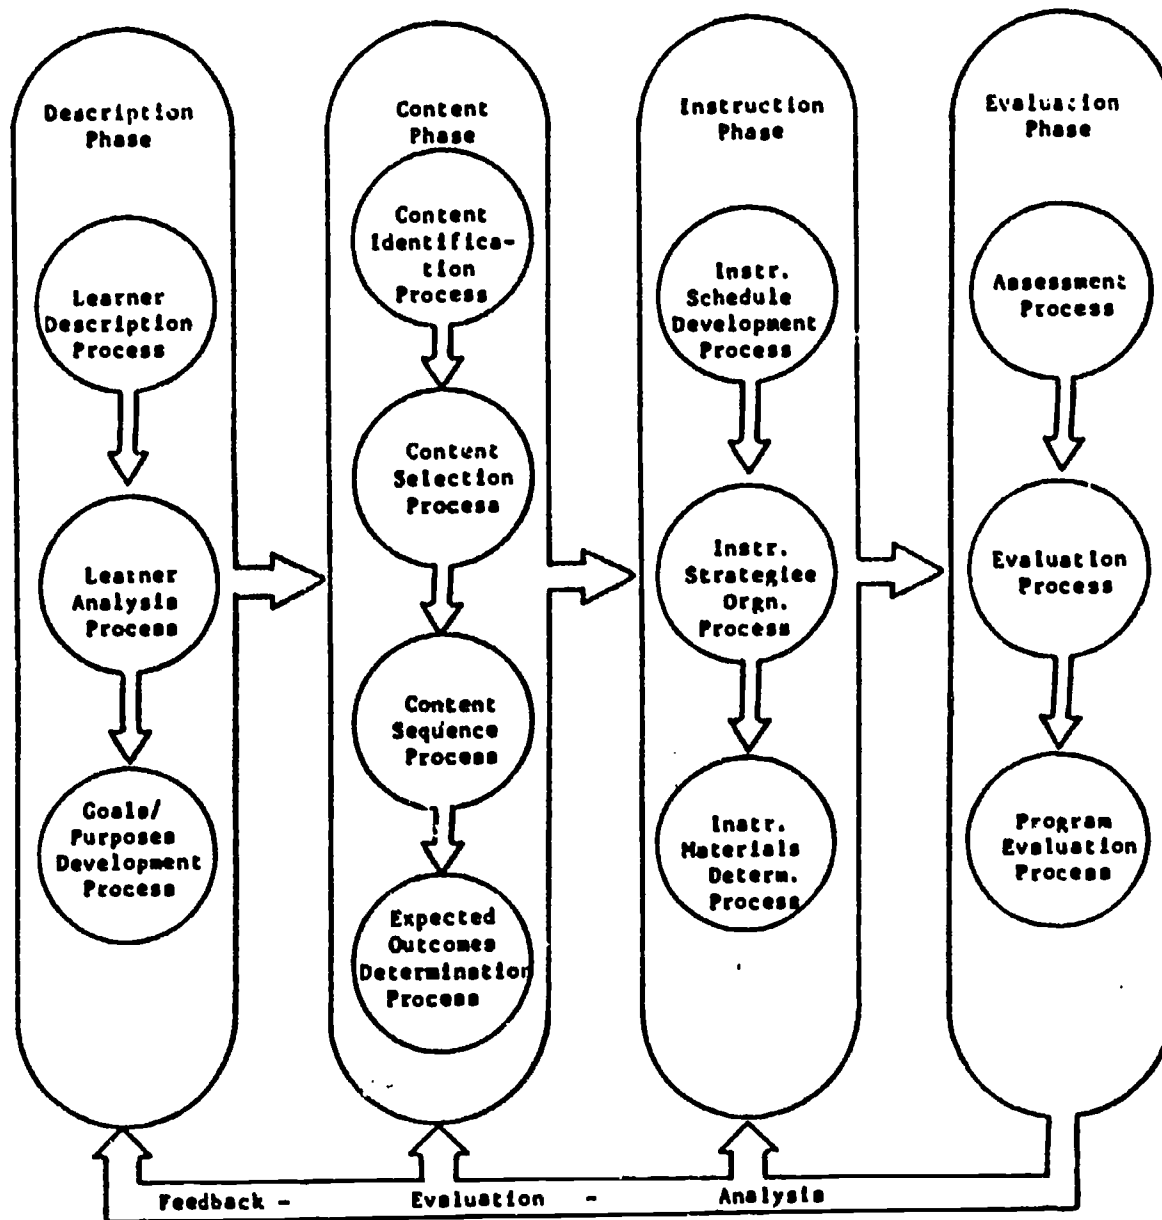 Description
Phase
Learner
Description
Process
Learner
Analysis
Process
Goals/
Purposes
Development
Process
Content
Phase
Content
Identifica-
tion
Process
Content
Selection
Process
Content
Sequence
Process
Expected
Outcomes
Determination
Process
Instruction
Phase
Instr.
Schedule
Development
Process
Instr.
Strategies
Orgn.
Process
Instr.
Materials
Determ.
Process
Evaluation
Phase
Assessment
Process
Evaluation
Process
Program
Evaluation
Process
Feedback - Evaluation - Analysis